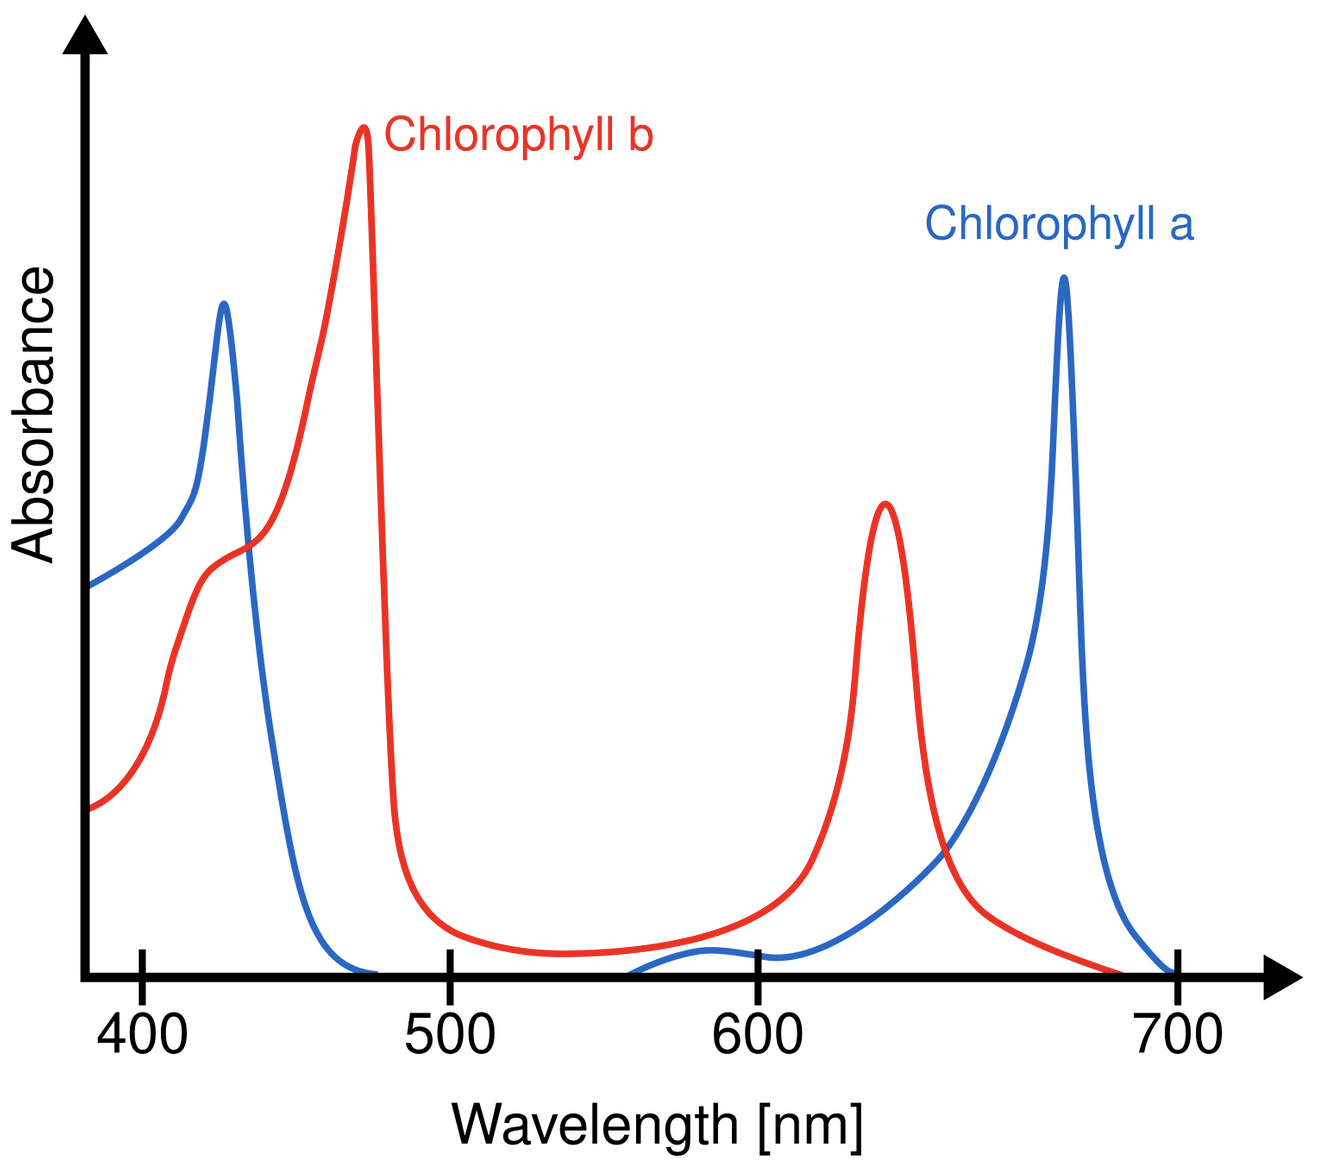 Chlorophyll b
Chlorophyll a
Absorbance
400 500 600 700
Wavelength [nm]